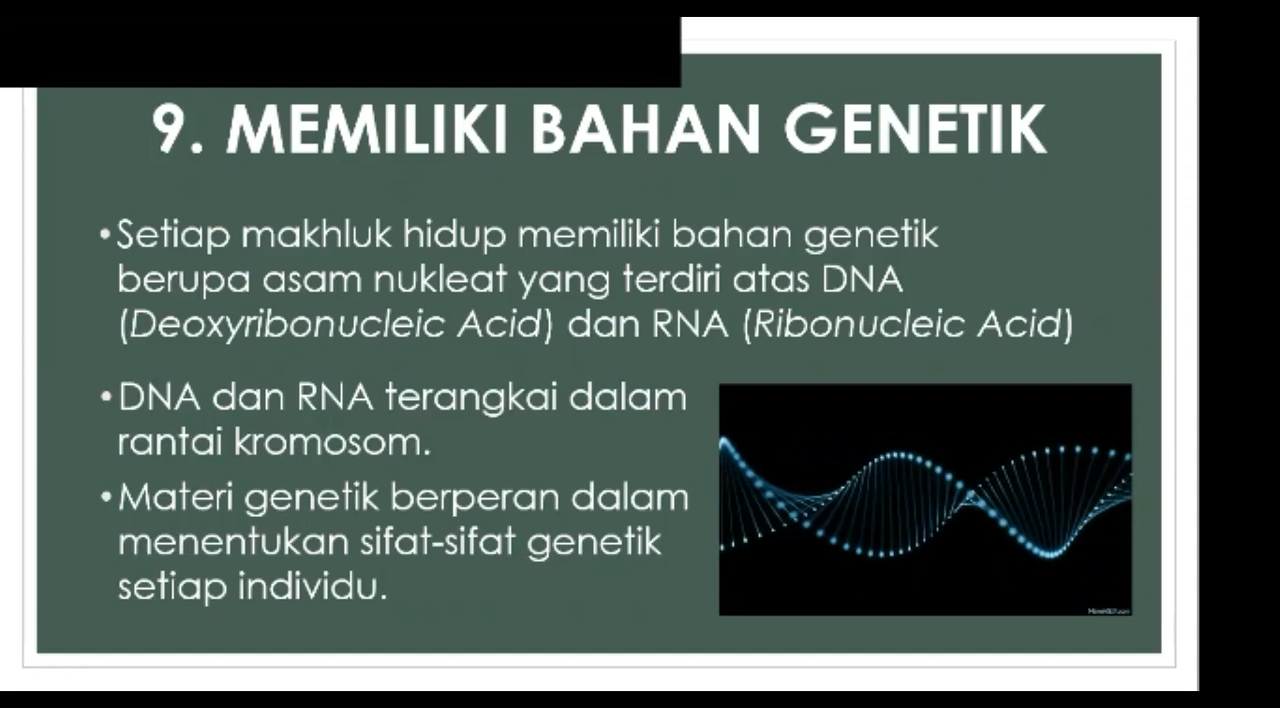 9. MEMILIKI BAHAN GENETIK
•Setiap makhluk hidup memiliki bahan genetik
berupa asam nukleat yang terdiri atas DNA
(Deoxyribonucleic Acid) dan RNA (Ribonucleic Acid)
•DNA dan RNA terangkai dalam
rantai kromosom.
•Materi genetik berperan dalam
menentukan sifat-sifat genetik
setiap individu.